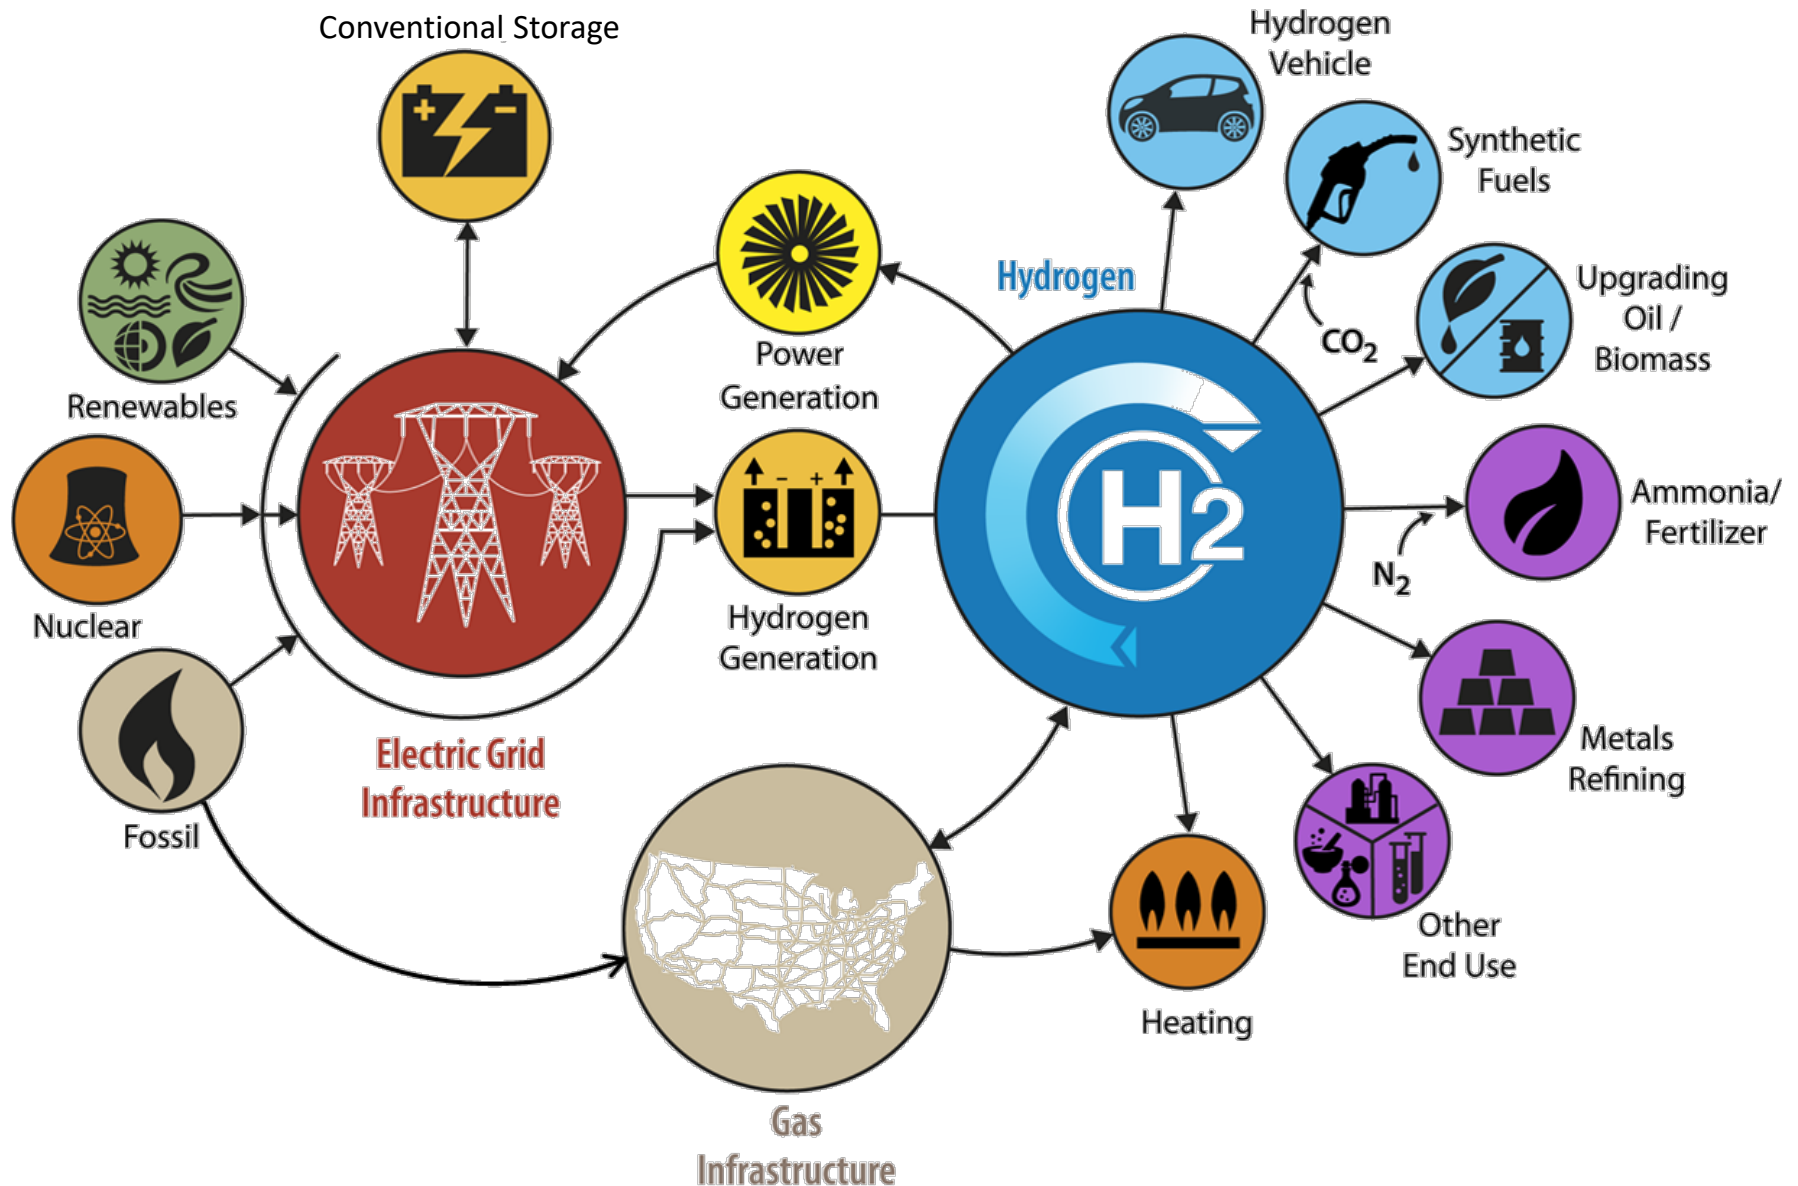 Conventional Storage
Hydrogen
Vehicle
Synthetic
Fuels
Upgrading
Oil /
Biomass
CO2
Hydrogen
Power
Generation
Renewables
H2
Ammonia/
Fertilizer
N2
Nuclear
Hydrogen
Generation
Metals
Refining
Electric Grid
Infrastructure
Fossil
Other
End Use
Heating
Gas
Infrastructure
+
-
- +